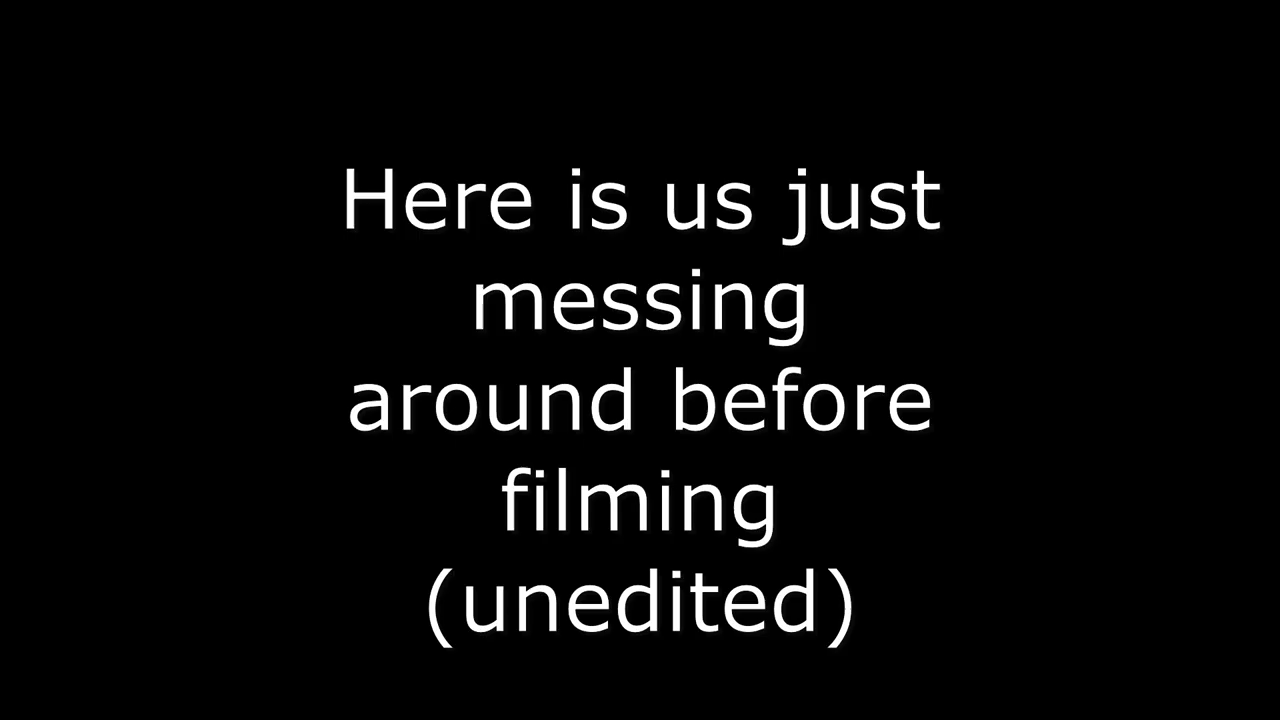 Here is us just
messing
around before
filming
(unedited)